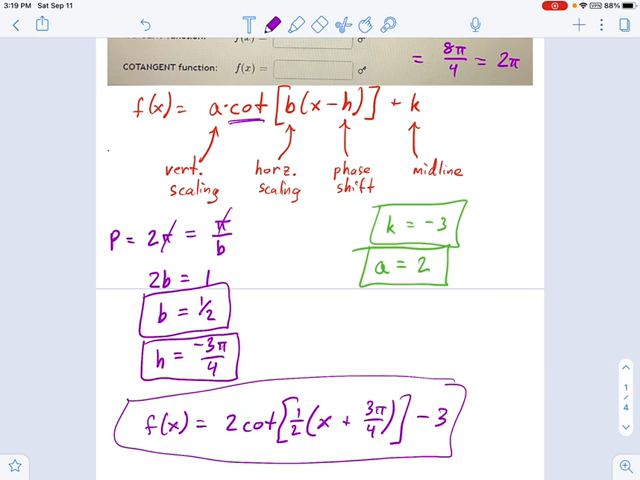 3:19 PM Sat Sep 11
88%
COTANGENT function: f(x) =
= 8π/4 = 2π
f(x) = a·cot [b(x − h)] + k
vert. scaling
horz. scaling
phase shift
midline
P = 2π = π/b
k = −3
2b = 1
a = 2
b = 1/2
h = −3π/4
f(x) = 2cot[1/2(x + 3π/4)] − 3
1/4